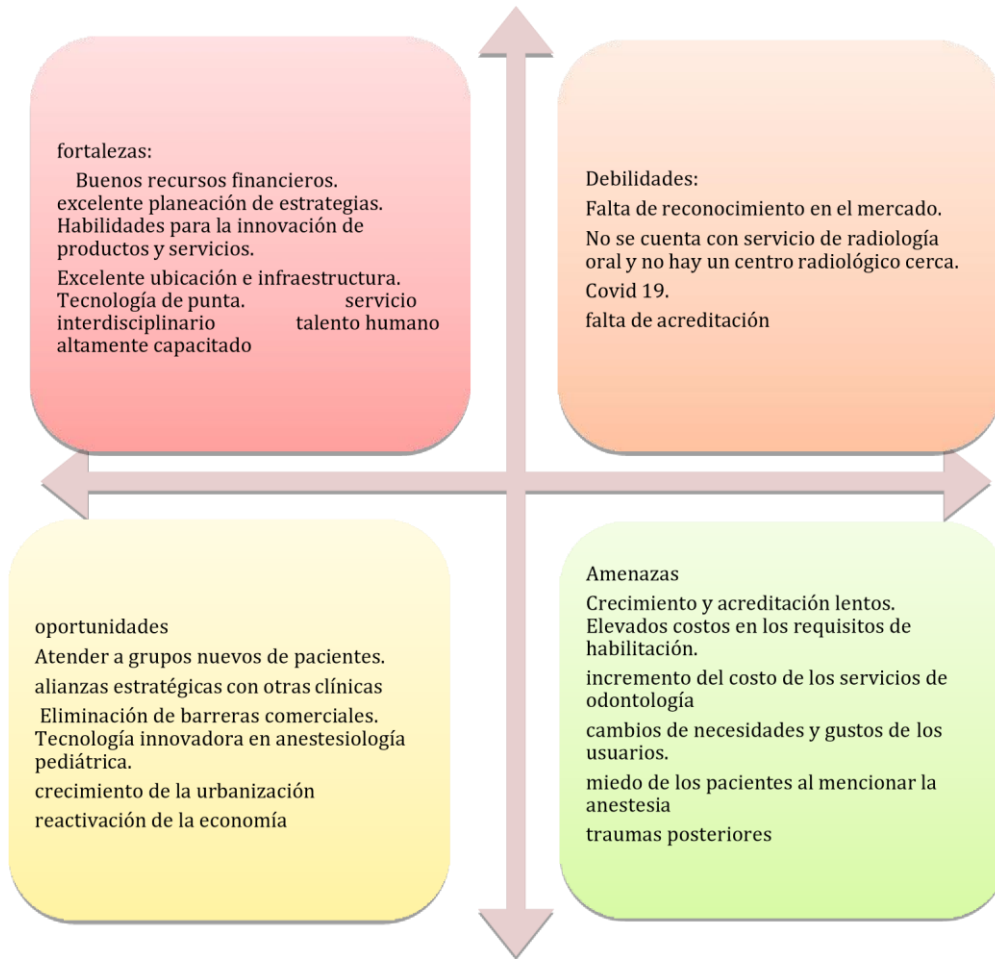 fortalezas:
Buenos recursos financieros.
excelente planeación de estrategias.
Habilidades para la innovación de
productos y servicios.
Excelente ubicación e infraestructura.
Tecnología de punta. servicio
interdisciplinario talento humano
altamente capacitado
Debilidades:
Falta de reconocimiento en el mercado.
No se cuenta con servicio de radiología
oral y no hay un centro radiológico cerca.
Covid 19.
falta de acreditación
oportunidades
Atender a grupos nuevos de pacientes.
alianzas estratégicas con otras clínicas
Eliminación de barreras comerciales.
Tecnología innovadora en anestesiología
pediátrica.
crecimiento de la urbanización
reactivación de la economía
Amenazas
Crecimiento y acreditación lentos.
Elevados costos en los requisitos de
habilitación.
incremento del costo de los servicios de
odontología
cambios de necesidades y gustos de los
usuarios.
miedo de los pacientes al mencionar la
anestesia
traumas posteriores